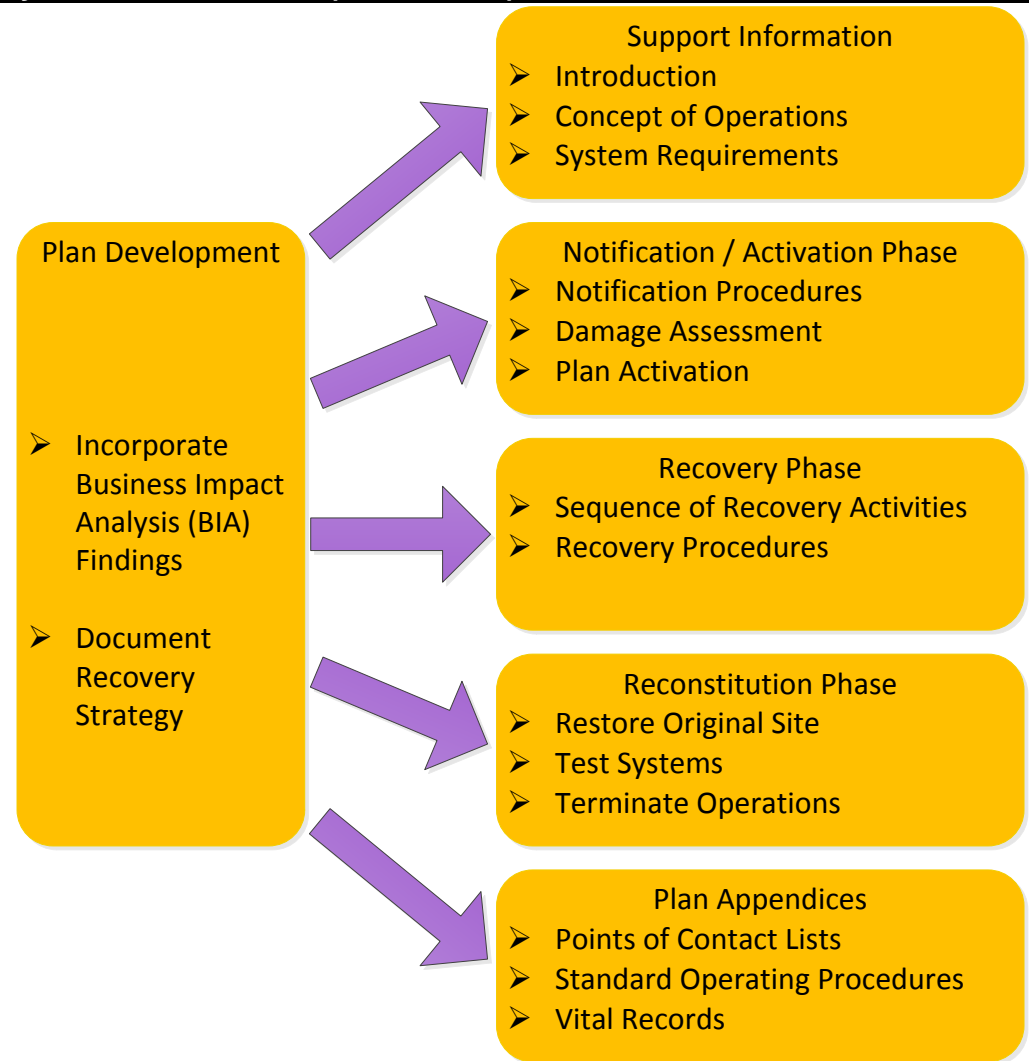 Plan Development
➢ Incorporate
Business Impact
Analysis (BIA)
Findings
➢ Document
Recovery
Strategy
Support Information
➢ Introduction
➢ Concept of Operations
➢ System Requirements
Notification / Activation Phase
➢ Notification Procedures
➢ Damage Assessment
➢ Plan Activation
Recovery Phase
➢ Sequence of Recovery Activities
➢ Recovery Procedures
Reconstitution Phase
➢ Restore Original Site
➢ Test Systems
➢ Terminate Operations
Plan Appendices
➢ Points of Contact Lists
➢ Standard Operating Procedures
➢ Vital Records